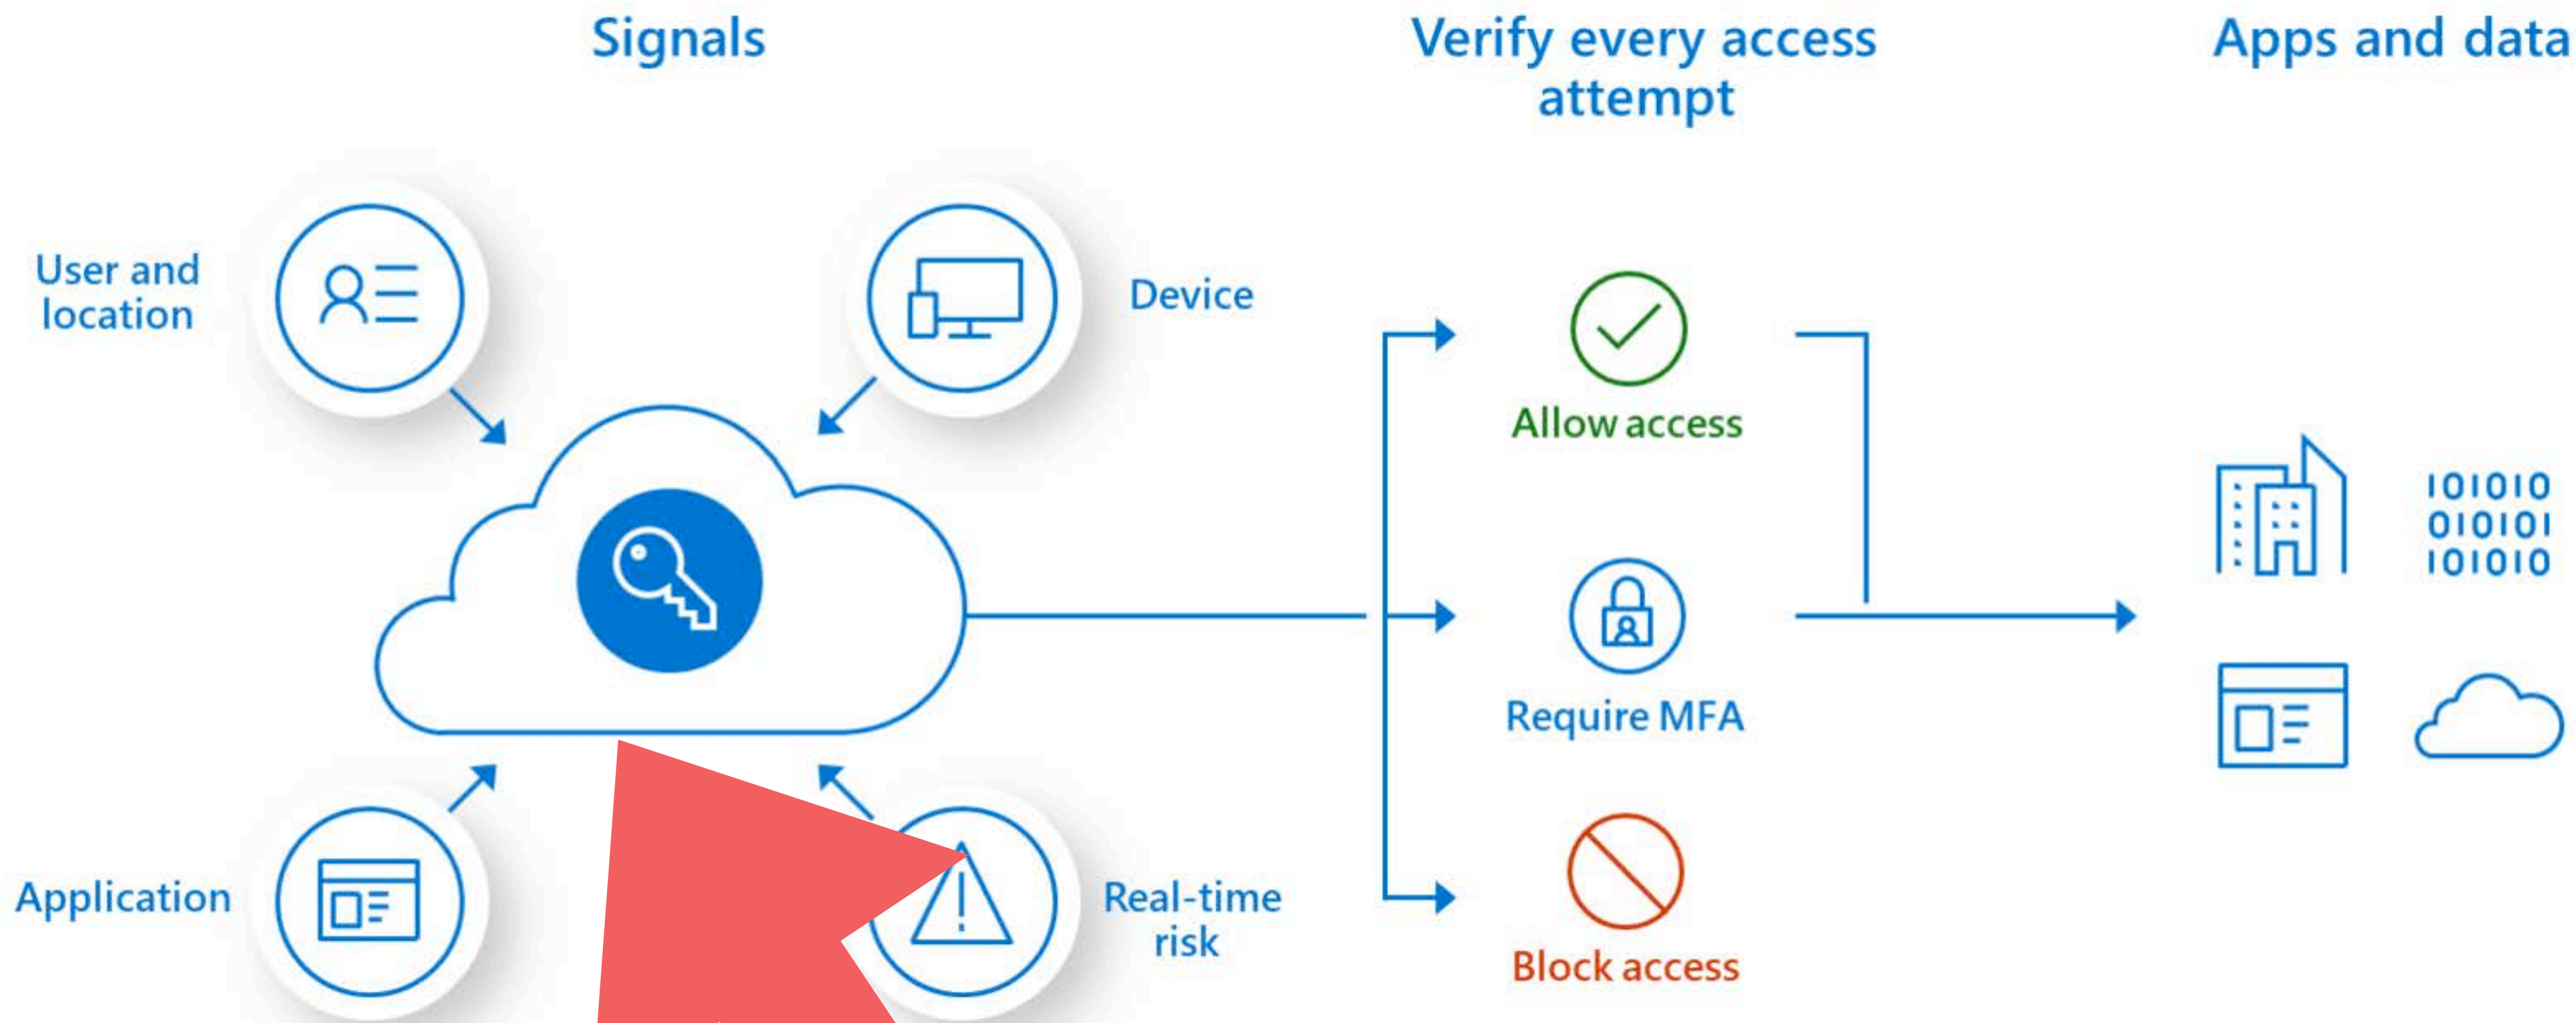 Signals
Verify every access
attempt
Apps and data
User and
location
Device
Allow access
101010
010101
101010
Require MFA
Application
Real-time
risk
Block access